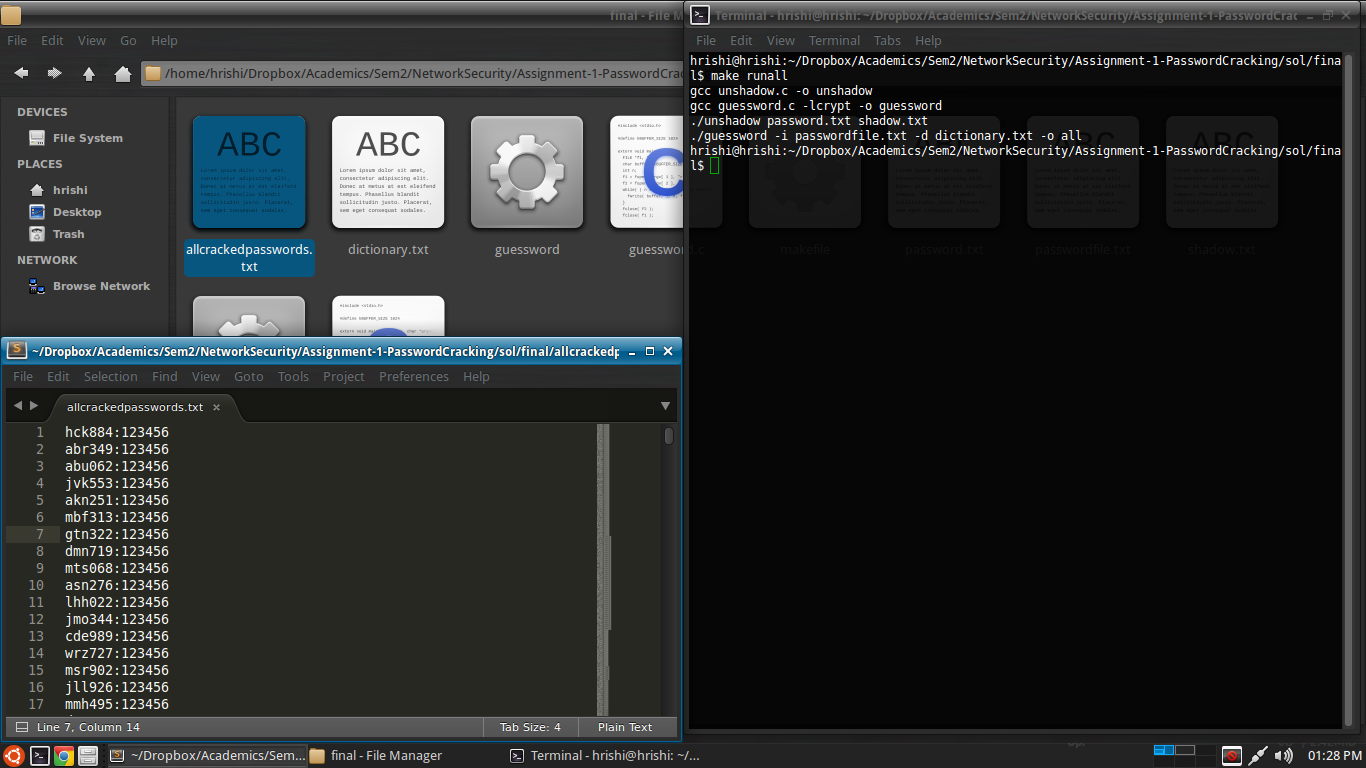 final - File M
File Edit View Go Help
/home/hrishi/Dropbox/Academics/Sem2/NetworkSecurity/Assignment-1-PasswordCrac
DEVICES
File System
PLACES
hrishi
Desktop
Trash
NETWORK
Browse Network
ABC
ABC
allcrackedpasswords.
txt
dictionary.txt
guessword
guessword.c
makefile
password.txt
passwordfile.txt
shadow.txt
Terminal - hrishi@hrishi: ~/Dropbox/Academics/Sem2/NetworkSecurity/Assignment-1-PasswordCrac
File Edit View Terminal Tabs Help
hrishi@hrishi:~/Dropbox/Academics/Sem2/NetworkSecurity/Assignment-1-PasswordCracking/sol/fina
l$ make runall
gcc unshadow.c -o unshadow
gcc guessword.c -lcrypt -o guessword
./unshadow password.txt shadow.txt
./guessword -i passwordfile.txt -d dictionary.txt -o all
hrishi@hrishi:~/Dropbox/Academics/Sem2/NetworkSecurity/Assignment-1-PasswordCracking/sol/fina
l$
~/Dropbox/Academics/Sem2/NetworkSecurity/Assignment-1-PasswordCracking/sol/final/allcrackedp
File Edit Selection Find View Goto Tools Project Preferences Help
allcrackedpasswords.txt ×
1 hck884:123456
2 abr349:123456
3 abu062:123456
4 jvk553:123456
5 akn251:123456
6 mbf313:123456
7 gtn322:123456
8 dmn719:123456
9 mts068:123456
10 asn276:123456
11 lhh022:123456
12 jmo344:123456
13 cde989:123456
14 wrz727:123456
15 msr902:123456
16 jll926:123456
17 mmh495:123456
Line 7, Column 14
Tab Size: 4
Plain Text
~/Dropbox/Academics/Sem...
final - File Manager
Terminal - hrishi@hrishi: ~/...
01:28 PM